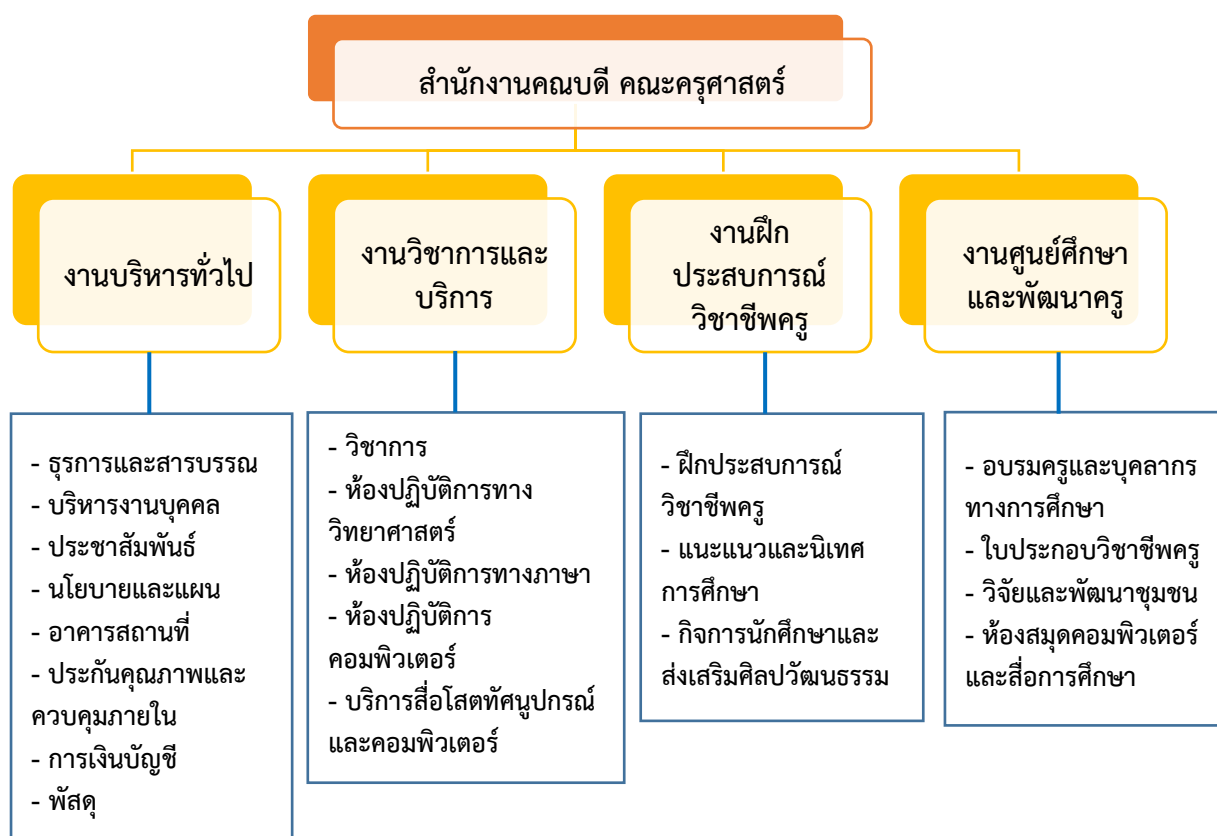 สำนักงานคณบดี คณะครุศาสตร์
งานบริหารทั่วไป
งานวิชาการและ
บริการ
งานฝึก
ประสบการณ์
วิชาชีพครู
งานศูนย์ศึกษา
และพัฒนาครู
- ธุรการและสารบรรณ
- บริหารงานบุคคล
- ประชาสัมพันธ์
- นโยบายและแผน
- อาคารสถานที่
- ประกันคุณภาพและ
ควบคุมภายใน
- การเงินบัญชี
- พัสดุ
- วิชาการ
- ห้องปฏิบัติการทาง
วิทยาศาสตร์
- ห้องปฏิบัติการทางภาษา
- ห้องปฏิบัติการ
คอมพิวเตอร์
- บริการสื่อโสตทัศนูปกรณ์
และคอมพิวเตอร์
- ฝึกประสบการณ์
วิชาชีพครู
- แนะแนวและนิเทศ
การศึกษา
- กิจการนักศึกษาและ
ส่งเสริมศิลปวัฒนธรรม
- อบรมครูและบุคลากร
ทางการศึกษา
- ใบประกอบวิชาชีพครู
- วิจัยและพัฒนาชุมชน
- ห้องสมุดคอมพิวเตอร์
และสื่อการศึกษา